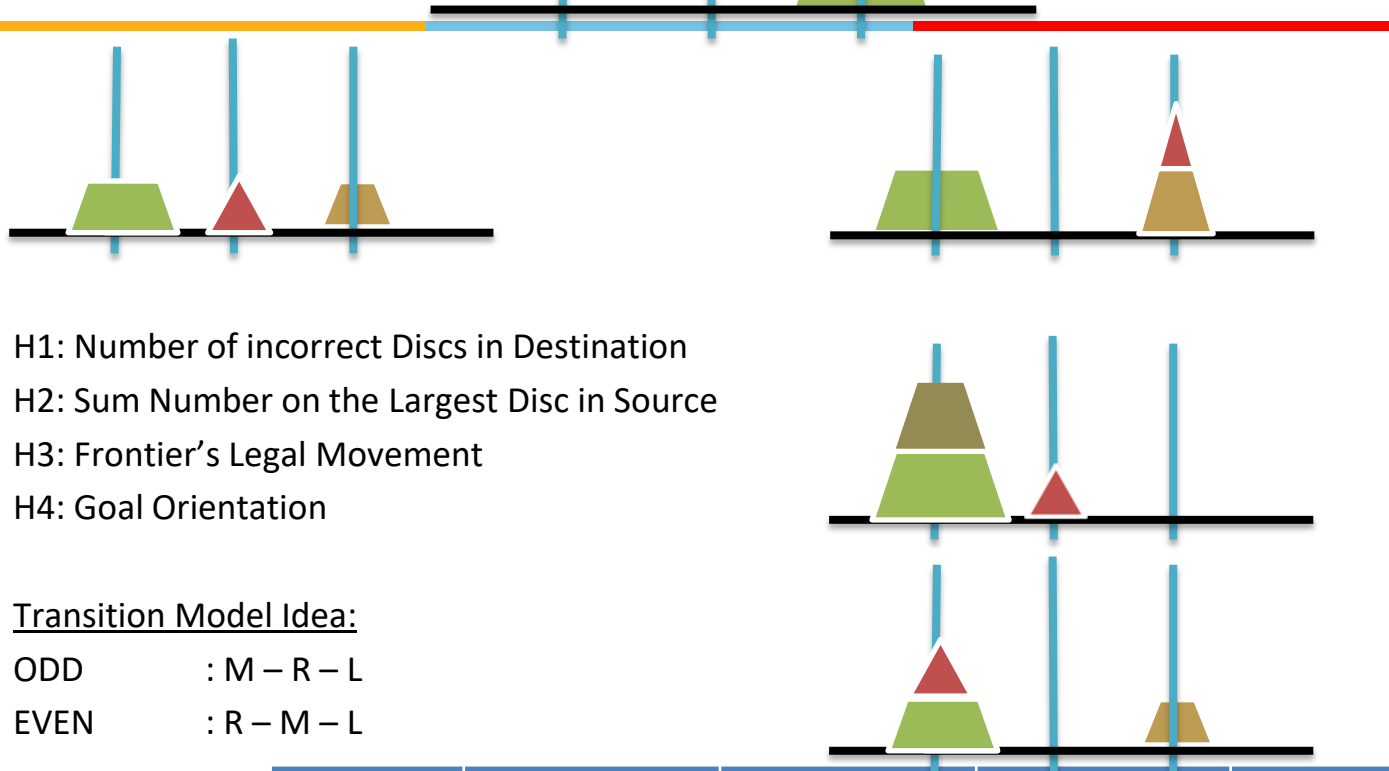 H1: Number of incorrect Discs in Destination
H2: Sum Number on the Largest Disc in Source
H3: Frontier’s Legal Movement
H4: Goal Orientation
Transition Model Idea:
ODD : M – R – L
EVEN : R – M – L